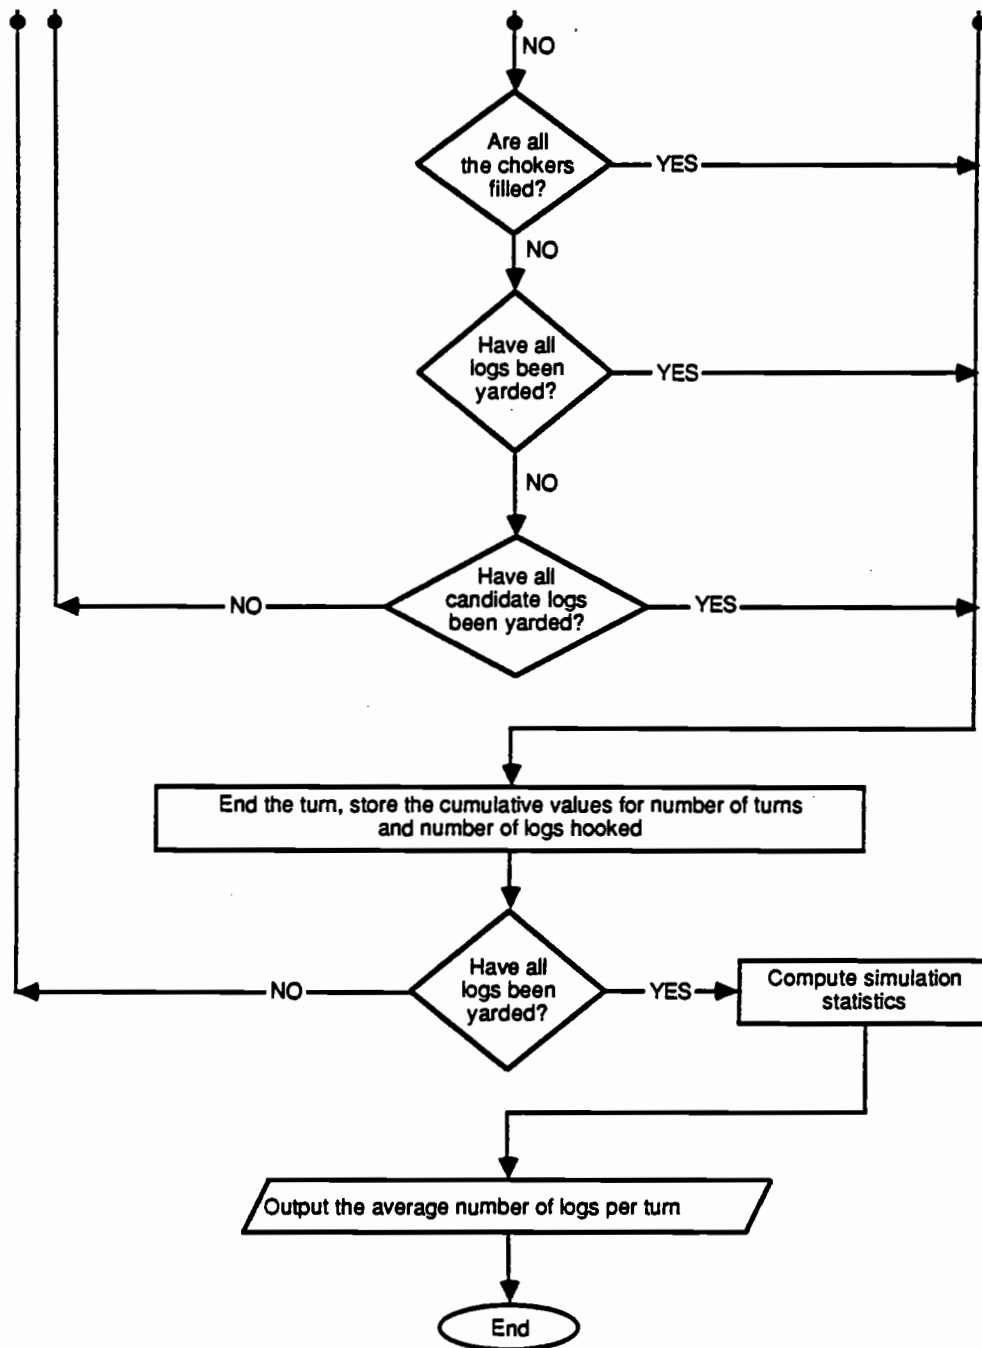 NO
Are all
the chokers
filled?
YES
NO
Have all
logs been
yarded?
YES
NO
Have all
candidate logs
been yarded?
NO
YES
End the turn, store the cumulative values for number of turns
and number of logs hooked
Have all
logs been
yarded?
NO
YES
Compute simulation
statistics
Output the average number of logs per turn
End